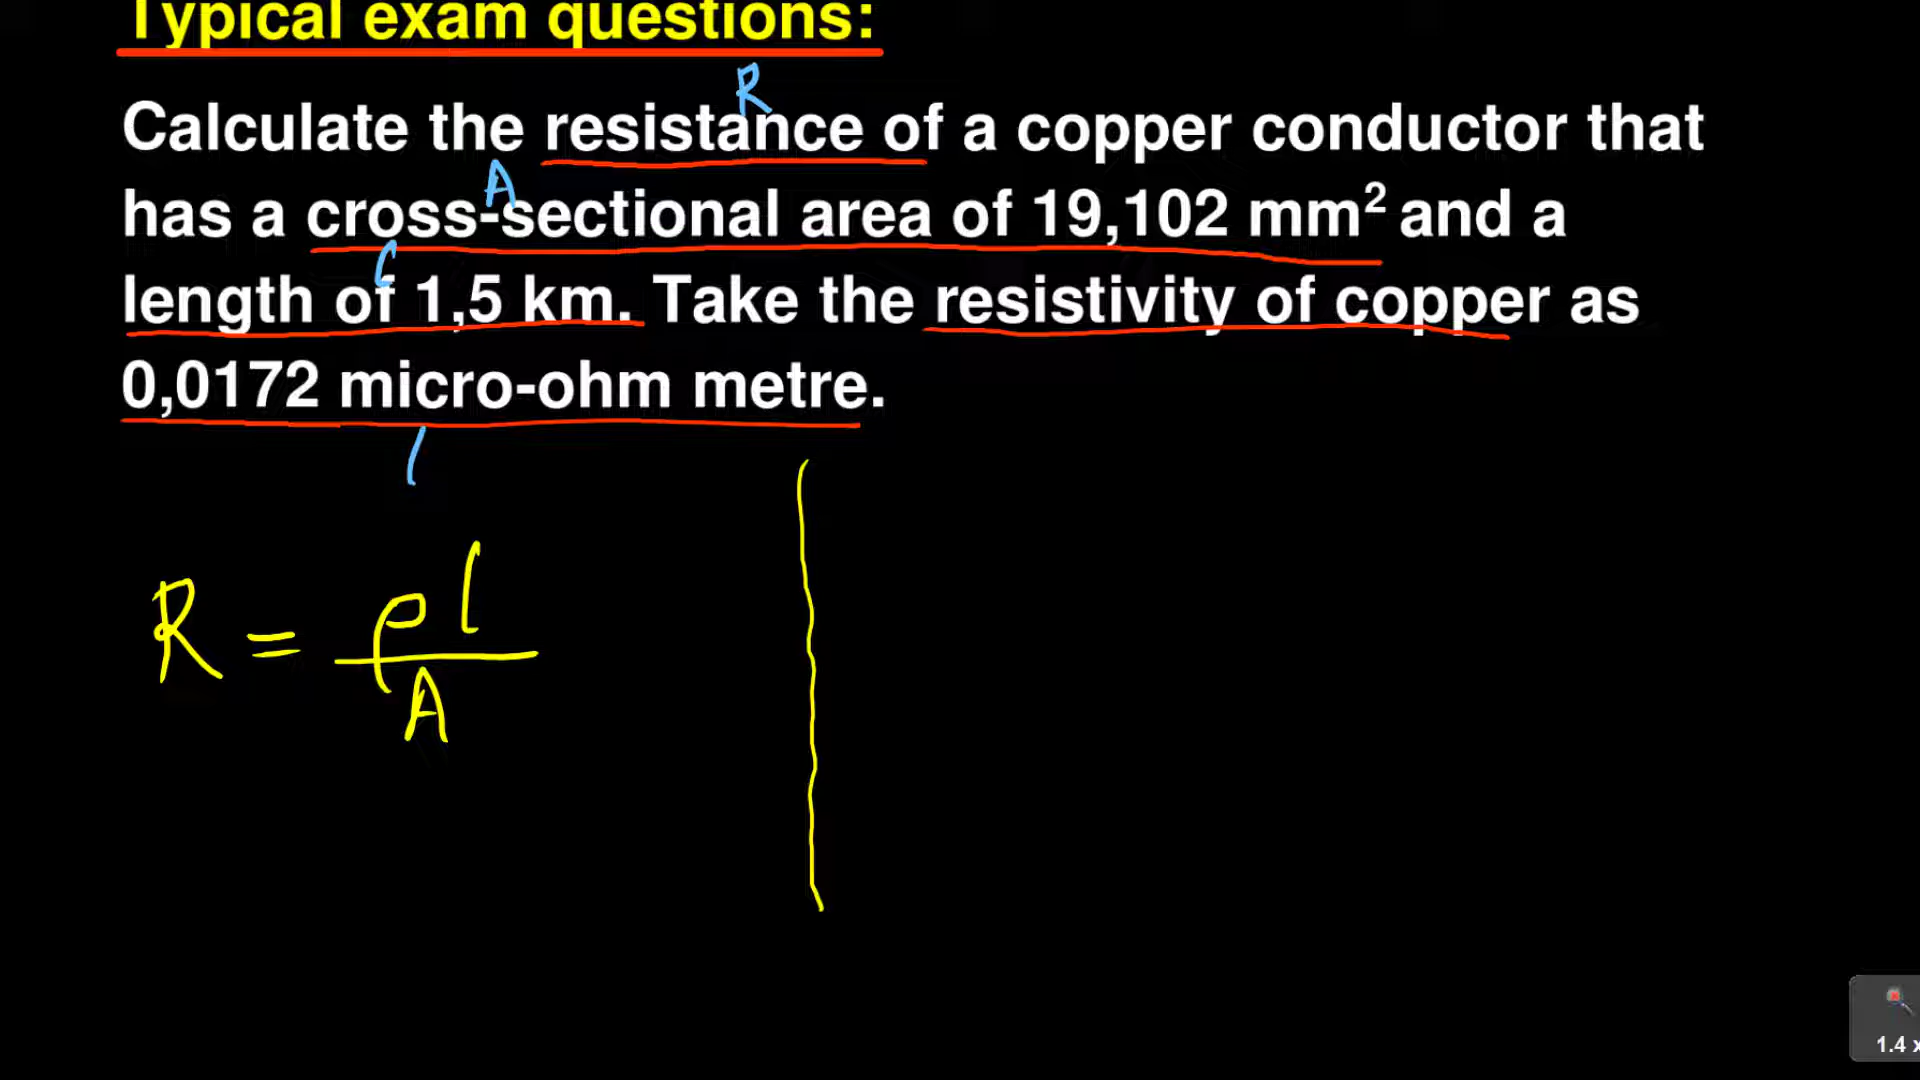 Typical exam questions:
R
Calculate the resistance of a copper conductor that
A
has a cross-sectional area of 19,102 mm² and a
l
length of 1,5 km. Take the resistivity of copper as
0,0172 micro-ohm metre.
R = ρl
A
1.4 x